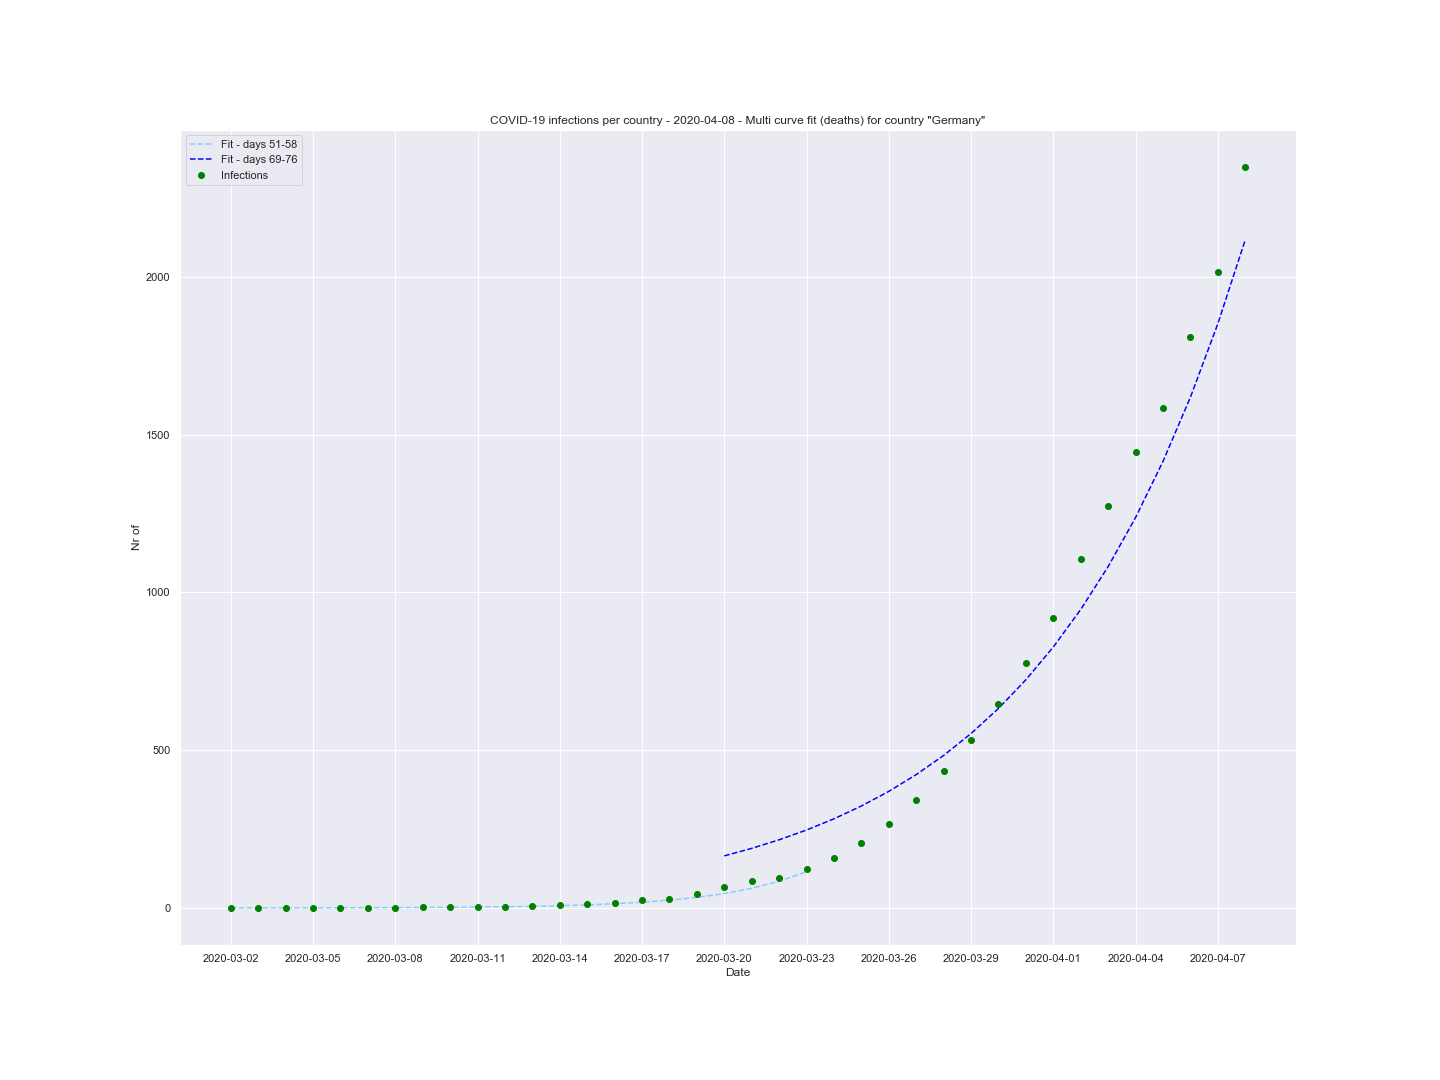 COVID-19 infections per country - 2020-04-08 - Multi curve fit (deaths) for country "Germany"
Fit - days 51-58
Fit - days 69-76
Infections
2000
1500
1000
500
0
Nr of
2020-03-02 2020-03-05 2020-03-08 2020-03-11 2020-03-14 2020-03-17 2020-03-20 2020-03-23 2020-03-26 2020-03-29 2020-04-01 2020-04-04 2020-04-07
Date